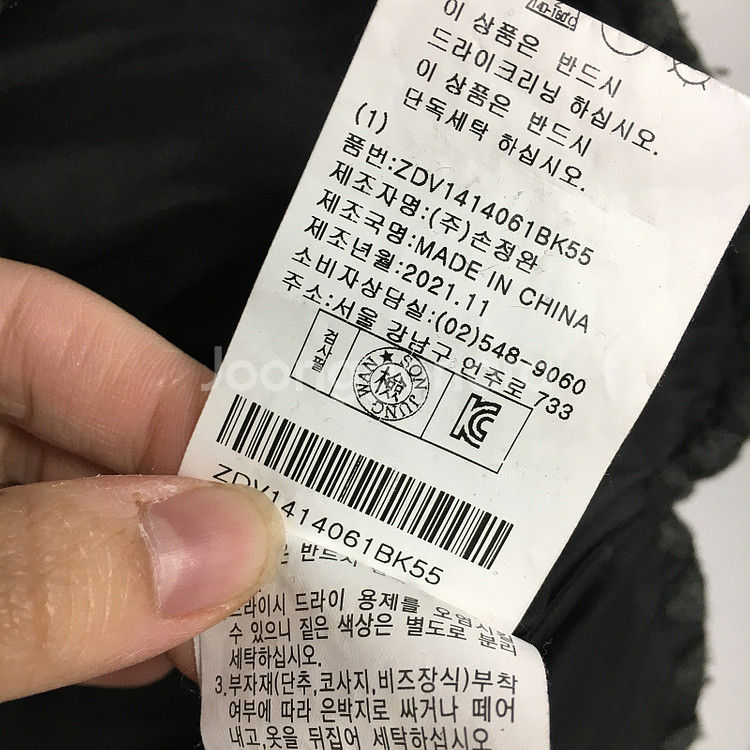 140~160℃
이 상품은 반드시
드라이크리닝 하십시오.
이 상품은 반드시
단독세탁 하십시오.
(1)
품번:ZDV1414061BK55
제조자명:(주)손정완
제조국명:MADE IN CHINA
제조년월:2021.11
소비자상담실:(02)548-9060
주소:서울 강남구 언주로 733
검사필
SON JUNG WAN
檢
KC
ZDV1414061BK55
은 반드시
드라이시 드라이 용제를
수 있으니 짙은 색상은 별도로 분리
세탁하십시오.
3.부자재(단추,코사지,비즈장식)부착
여부에 따라 은박지로 싸거나 떼어
내고,옷을 뒤집어 세탁하십시오